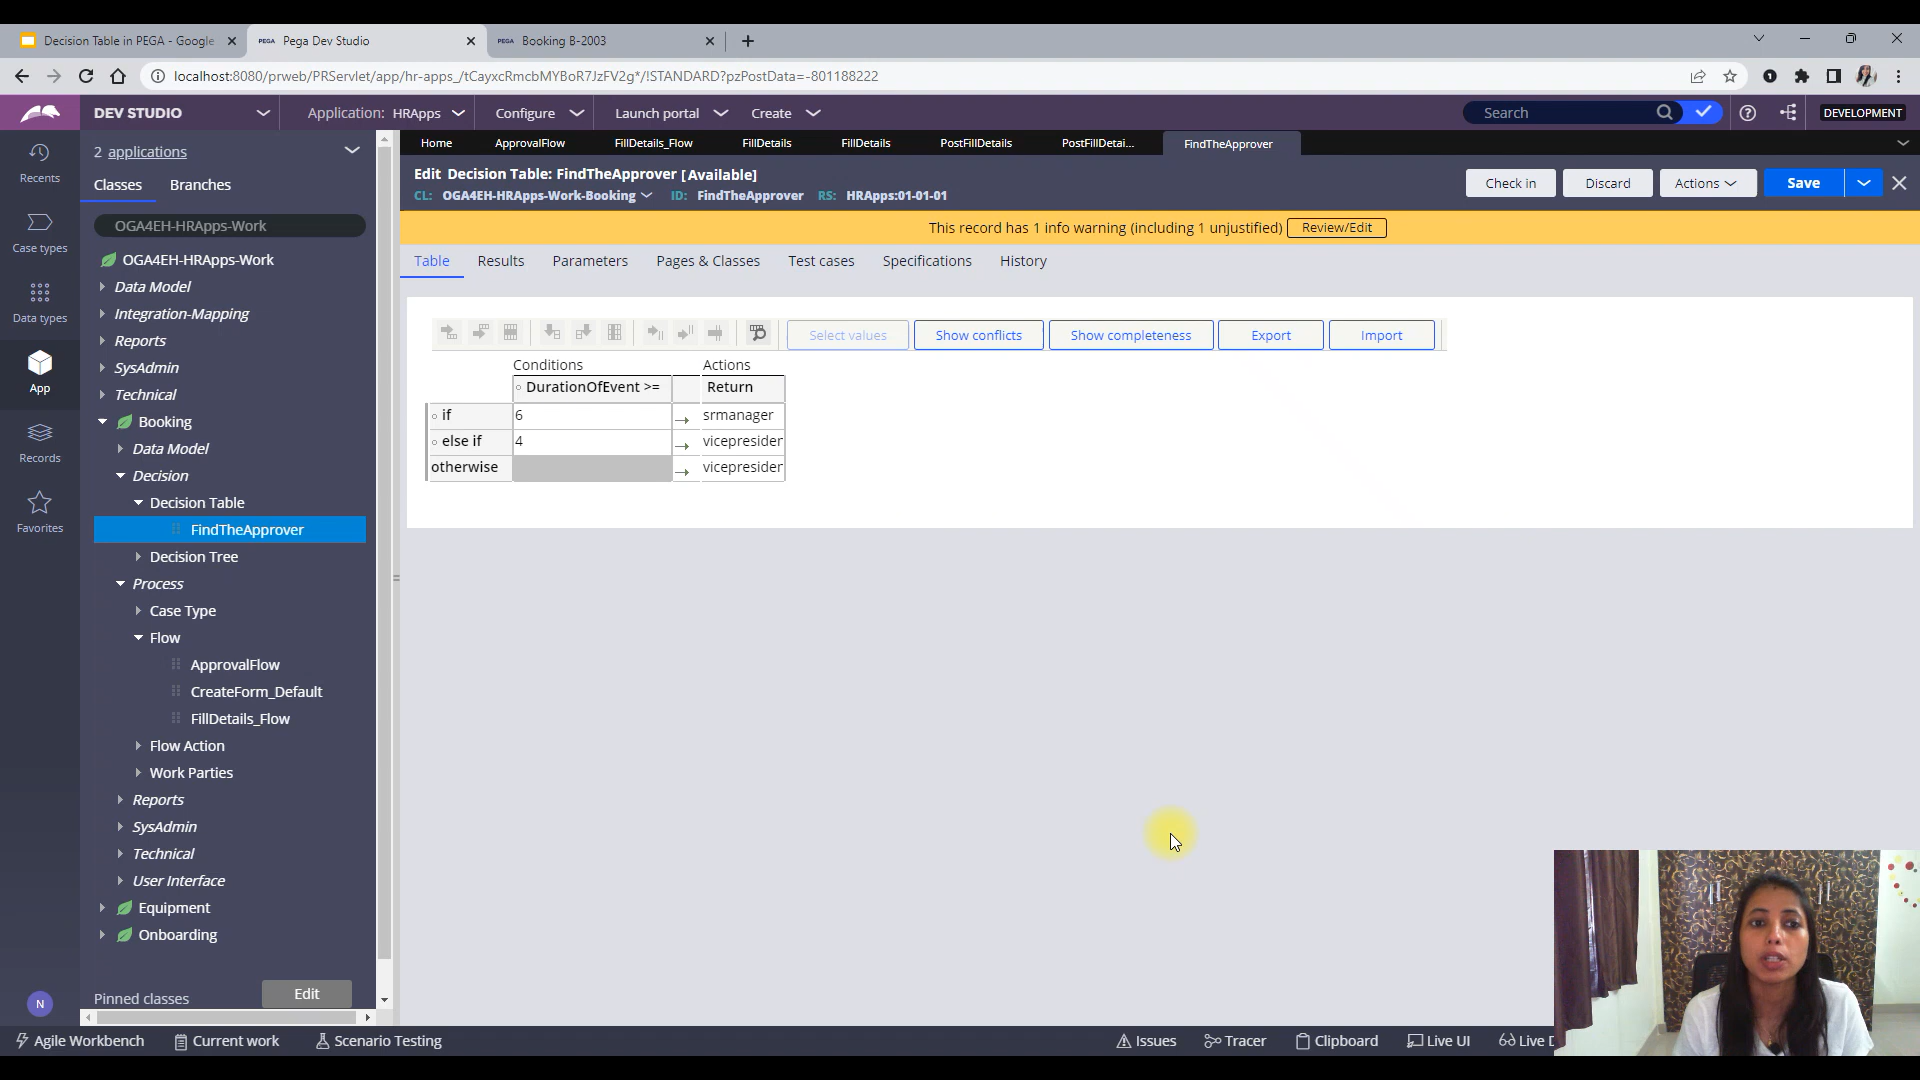 Decision Table in PEGA - Google
PEGA Pega Dev Studio
PEGA Booking B-2003
localhost:8080/prweb/PRServlet/app/hr-apps_/tCayxcRmcbMYBoR7JzFV2g*/!STANDARD?pzPostData=-801188222
DEV STUDIO
Application: HRApps
Configure
Launch portal
Create
Search
DEVELOPMENT
Recents
Case types
Data types
App
Records
Favorites
N
2 applications
Classes
Branches
OGA4EH-HRApps-Work
OGA4EH-HRApps-Work
Data Model
Integration-Mapping
Reports
SysAdmin
Technical
Booking
Data Model
Decision
Decision Table
FindTheApprover
Decision Tree
Process
Case Type
Flow
ApprovalFlow
CreateForm_Default
FillDetails_Flow
Flow Action
Work Parties
Reports
SysAdmin
Technical
User Interface
Equipment
Onboarding
Pinned classes
Edit
Home
ApprovalFlow
FillDetails_Flow
FillDetails
FillDetails
PostFillDetails
PostFillDetai...
FindTheApprover
Edit Decision Table: FindTheApprover [Available]
CL: OGA4EH-HRApps-Work-Booking ID: FindTheApprover RS: HRApps:01-01-01
Check in
Discard
Actions
Save
This record has 1 info warning (including 1 unjustified)
Review/Edit
Table
Results
Parameters
Pages & Classes
Test cases
Specifications
History
Select values
Show conflicts
Show completeness
Export
Import
Conditions Actions
DurationOfEvent >= Return
if 6 srmanager
else if 4 vicepresider
otherwise vicepresider
Agile Workbench
Current work
Scenario Testing
Issues
Tracer
Clipboard
Live UI
Live